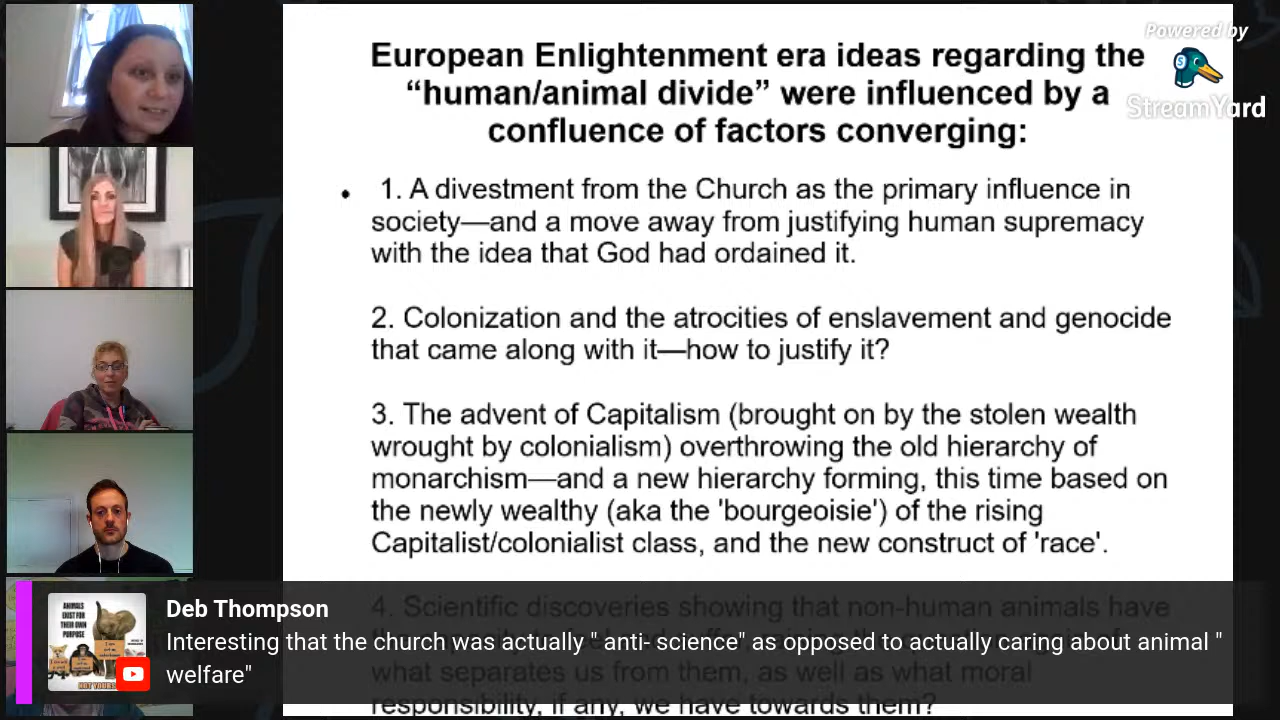 Powered by
StreamYard
European Enlightenment era ideas regarding the
“human/animal divide” were influenced by a
confluence of factors converging:
• 1. A divestment from the Church as the primary influence in
society—and a move away from justifying human supremacy
with the idea that God had ordained it.
2. Colonization and the atrocities of enslavement and genocide
that came along with it—how to justify it?
3. The advent of Capitalism (brought on by the stolen wealth
wrought by colonialism) overthrowing the old hierarchy of
monarchism—and a new hierarchy forming, this time based on
the newly wealthy (aka the 'bourgeoisie') of the rising
Capitalist/colonialist class, and the new construct of 'race'.
4. Scientific discoveries showing that non-human animals have
what separates us from them, as well as what moral
responsibility, if any, we have towards them?
ANIMALS
EXIST FOR
THEIR OWN
PURPOSE
Deb Thompson
Interesting that the church was actually " anti- science" as opposed to actually caring about animal "
welfare"